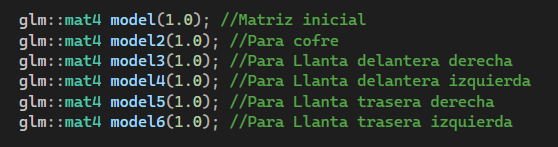 glm::mat4 model(1.0); //Matriz inicial
glm::mat4 model2(1.0); //Para cofre
glm::mat4 model3(1.0); //Para Llanta delantera derecha
glm::mat4 model4(1.0); //Para Llanta delantera izquierda
glm::mat4 model5(1.0); //Para Llanta trasera derecha
glm::mat4 model6(1.0); //Para Llanta trasera izquierda